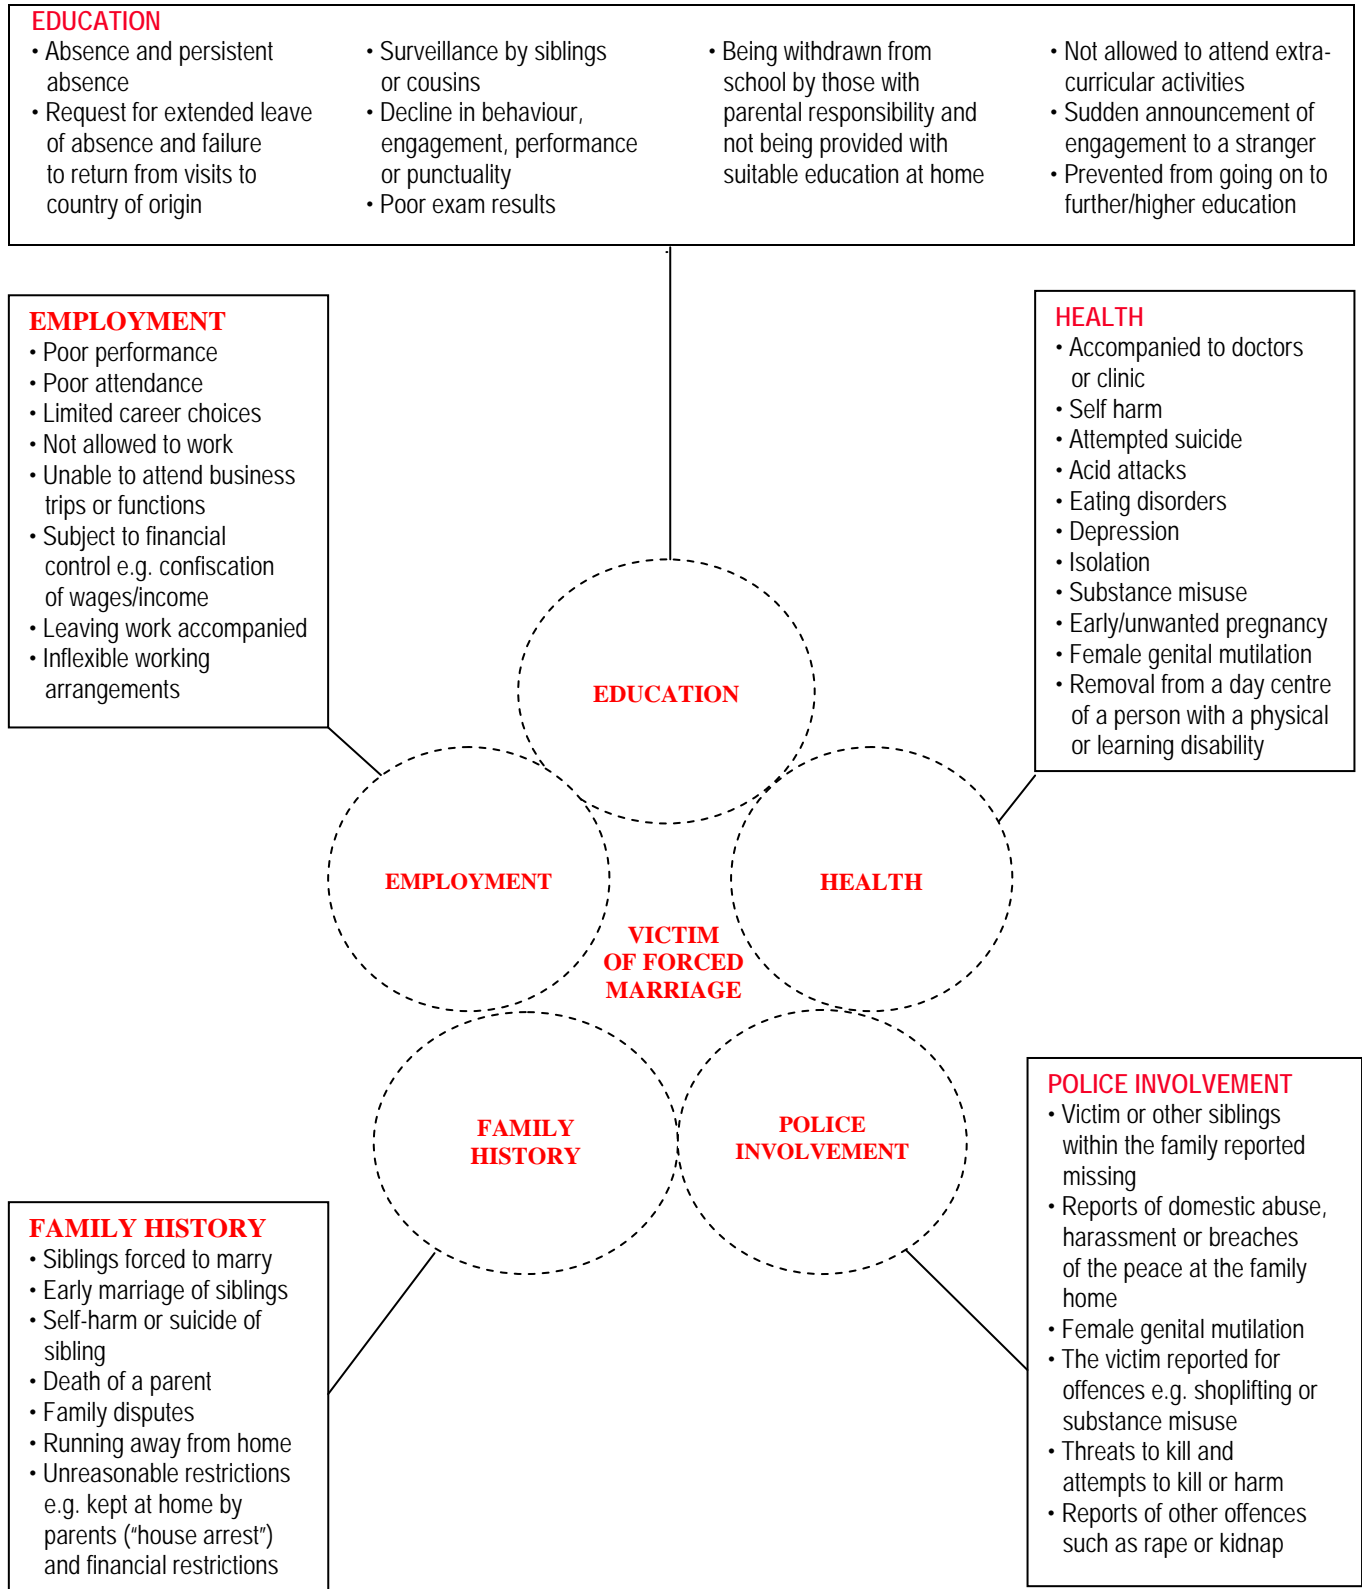 EDUCATION
• Absence and persistent
absence
• Request for extended leave
of absence and failure
to return from visits to
country of origin
• Surveillance by siblings
or cousins
• Decline in behaviour,
engagement, performance
or punctuality
• Poor exam results
• Being withdrawn from
school by those with
parental responsibility and
not being provided with
suitable education at home
• Not allowed to attend extra-
curricular activities
• Sudden announcement of
engagement to a stranger
• Prevented from going on to
further/higher education
EMPLOYMENT
• Poor performance
• Poor attendance
• Limited career choices
• Not allowed to work
• Unable to attend business
trips or functions
• Subject to financial
control e.g. confiscation
of wages/income
• Leaving work accompanied
• Inflexible working
arrangements
HEALTH
• Accompanied to doctors
or clinic
• Self harm
• Attempted suicide
• Acid attacks
• Eating disorders
• Depression
• Isolation
• Substance misuse
• Early/unwanted pregnancy
• Female genital mutilation
• Removal from a day centre
of a person with a physical
or learning disability
EDUCATION
EMPLOYMENT
HEALTH
VICTIM
OF FORCED
MARRIAGE
FAMILY
HISTORY
POLICE
INVOLVEMENT
FAMILY HISTORY
• Siblings forced to marry
• Early marriage of siblings
• Self-harm or suicide of
sibling
• Death of a parent
• Family disputes
• Running away from home
• Unreasonable restrictions
e.g. kept at home by
parents (“house arrest”)
and financial restrictions
POLICE INVOLVEMENT
• Victim or other siblings
within the family reported
missing
• Reports of domestic abuse,
harassment or breaches
of the peace at the family
home
• Female genital mutilation
• The victim reported for
offences e.g. shoplifting or
substance misuse
• Threats to kill and
attempts to kill or harm
• Reports of other offences
such as rape or kidnap